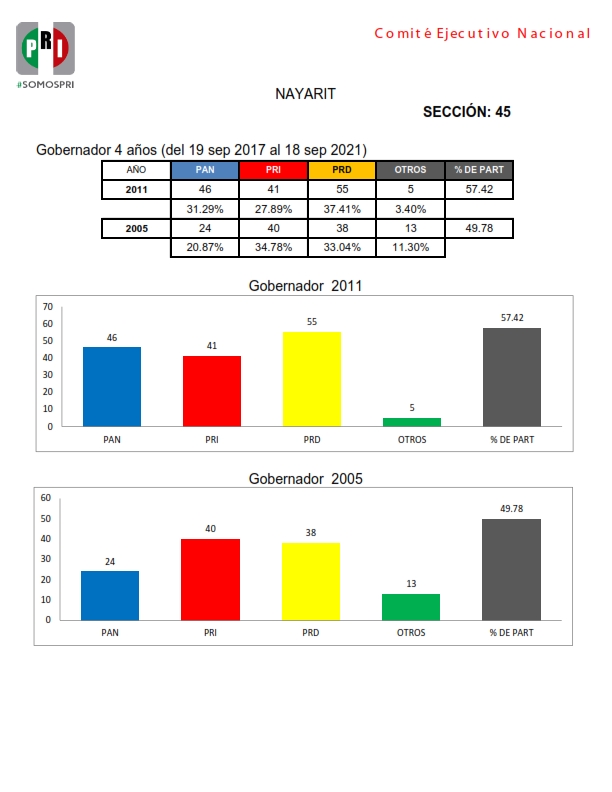 Comité Ejecutivo Nacional
PRI
#SOMOSPRI
NAYARIT
SECCIÓN: 45
Gobernador 4 años (del 19 sep 2017 al 18 sep 2021)
AÑO PAN PRI PRD OTROS % DE PART
2011 46 41 55 5 57.42
31.29% 27.89% 37.41% 3.40%
2005 24 40 38 13 49.78
20.87% 34.78% 33.04% 11.30%
Gobernador 2011
70
60
50
40
30
20
10
0
46 41 55 5 57.42
PAN PRI PRD OTROS % DE PART
Gobernador 2005
60
50
40
30
20
10
0
24 40 38 13 49.78
PAN PRI PRD OTROS % DE PART